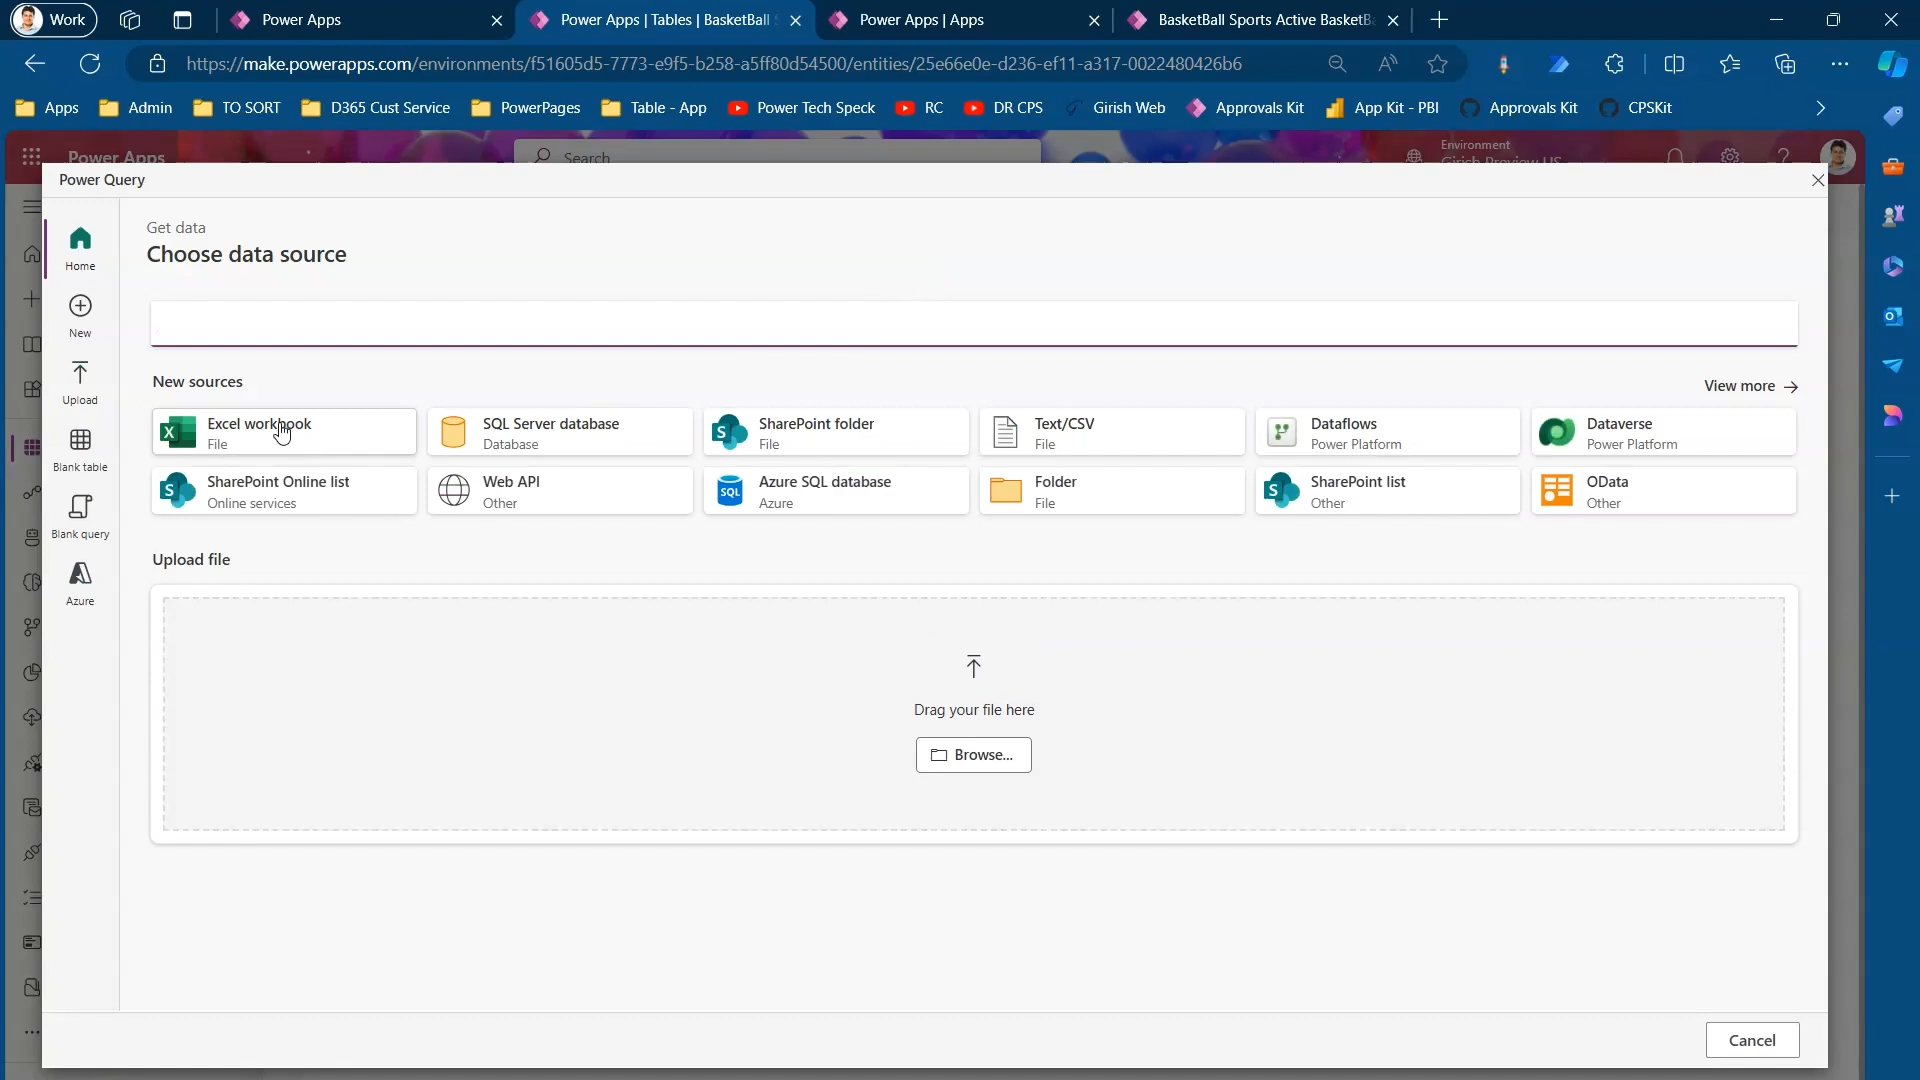 Work
Power Apps
Power Apps | Tables | BasketBall S
Power Apps | Apps
BasketBall Sports Active BasketBa
https://make.powerapps.com/environments/f51605d5-7773-e9f5-b258-a5ff80d54500/entities/25e66e0e-d236-ef11-a317-0022480426b6
Apps
Admin
TO SORT
D365 Cust Service
PowerPages
Table - App
Power Tech Speck
RC
DR CPS
Girish Web
Approvals Kit
App Kit - PBI
Approvals Kit
CPSKit
Power Apps
Search
Environment
Girish Preview US
Power Query
Home
New
Upload
Blank table
Blank query
Azure
Get data
Choose data source
New sources
View more
Excel workbook
File
SQL Server database
Database
SharePoint folder
File
Text/CSV
File
Dataflows
Power Platform
Dataverse
Power Platform
SharePoint Online list
Online services
Web API
Other
Azure SQL database
Azure
Folder
File
SharePoint list
Other
OData
Other
Upload file
Drag your file here
Browse...
Cancel